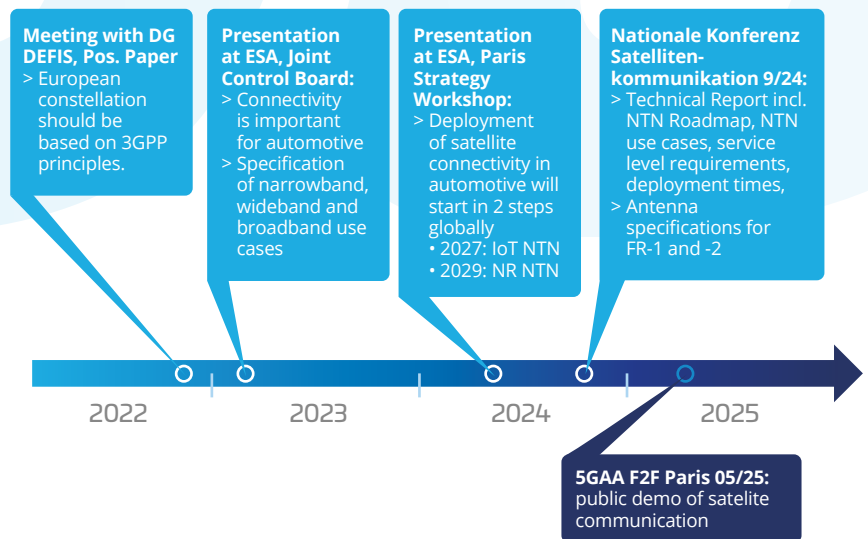 Meeting with DG
DEFIS, Pos. Paper
> European
constellation
should be
based on 3GPP
principles.
Presentation
at ESA, Joint
Control Board:
> Connectivity
is important
for automotive
> Specification
of narrowband,
wideband and
broadband use
cases
Presentation
at ESA, Paris
Strategy
Workshop:
> Deployment
of satellite
connectivity in
automotive will
start in 2 steps
globally
• 2027: IoT NTN
• 2029: NR NTN
Nationale Konferenz
Satelliten-
kommunikation 9/24:
> Technical Report incl.
NTN Roadmap, NTN
use cases, service
level requirements,
deployment times,
> Antenna
specifications for
FR-1 and -2
2022
2023
2024
2025
5GAA F2F Paris 05/25:
public demo of satelite
communication